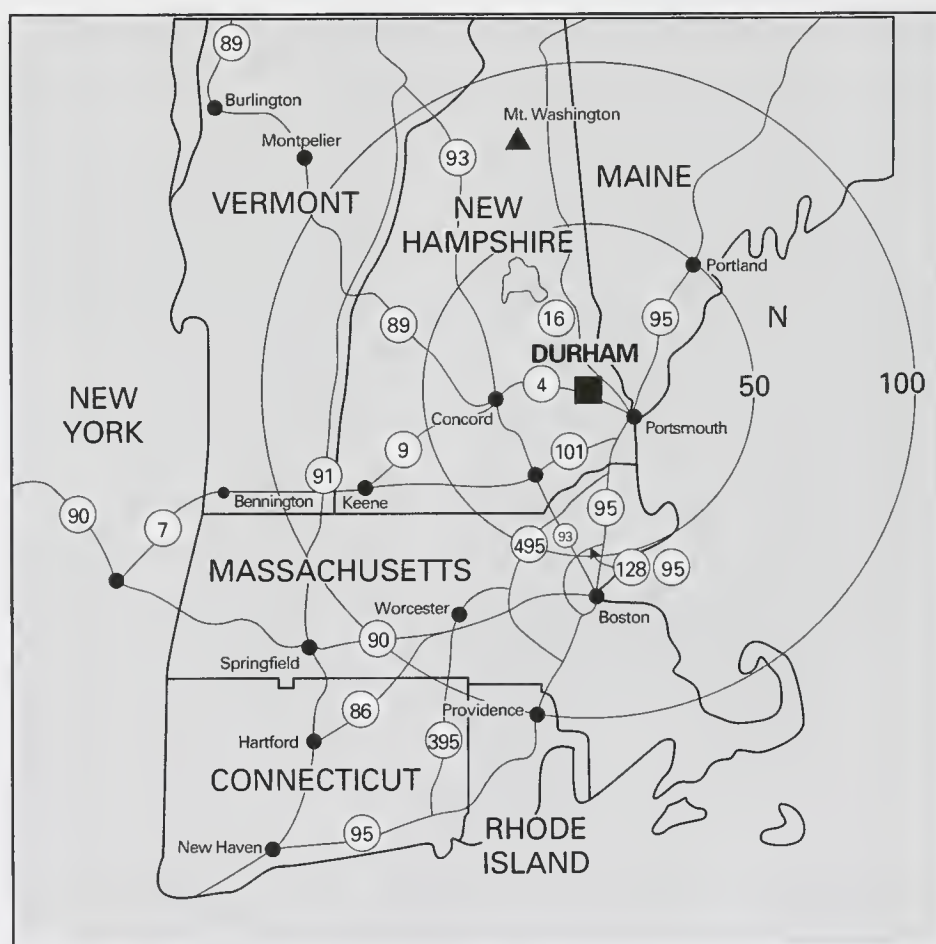 89
Burlington
Mt. Washington
Montpelier
93
MAINE
VERMONT
NEW
HAMPSHIRE
Portland
89
16
95
N
DURHAM
4
50
100
NEW
YORK
Concord
Portsmouth
9
101
91
Bennington
Keene
90
7
95
93
495
MASSACHUSETTS
128
95
Worcester
Boston
90
Springfield
86
Providence
Hartford
395
CONNECTICUT
RHODE
ISLAND
New Haven
95